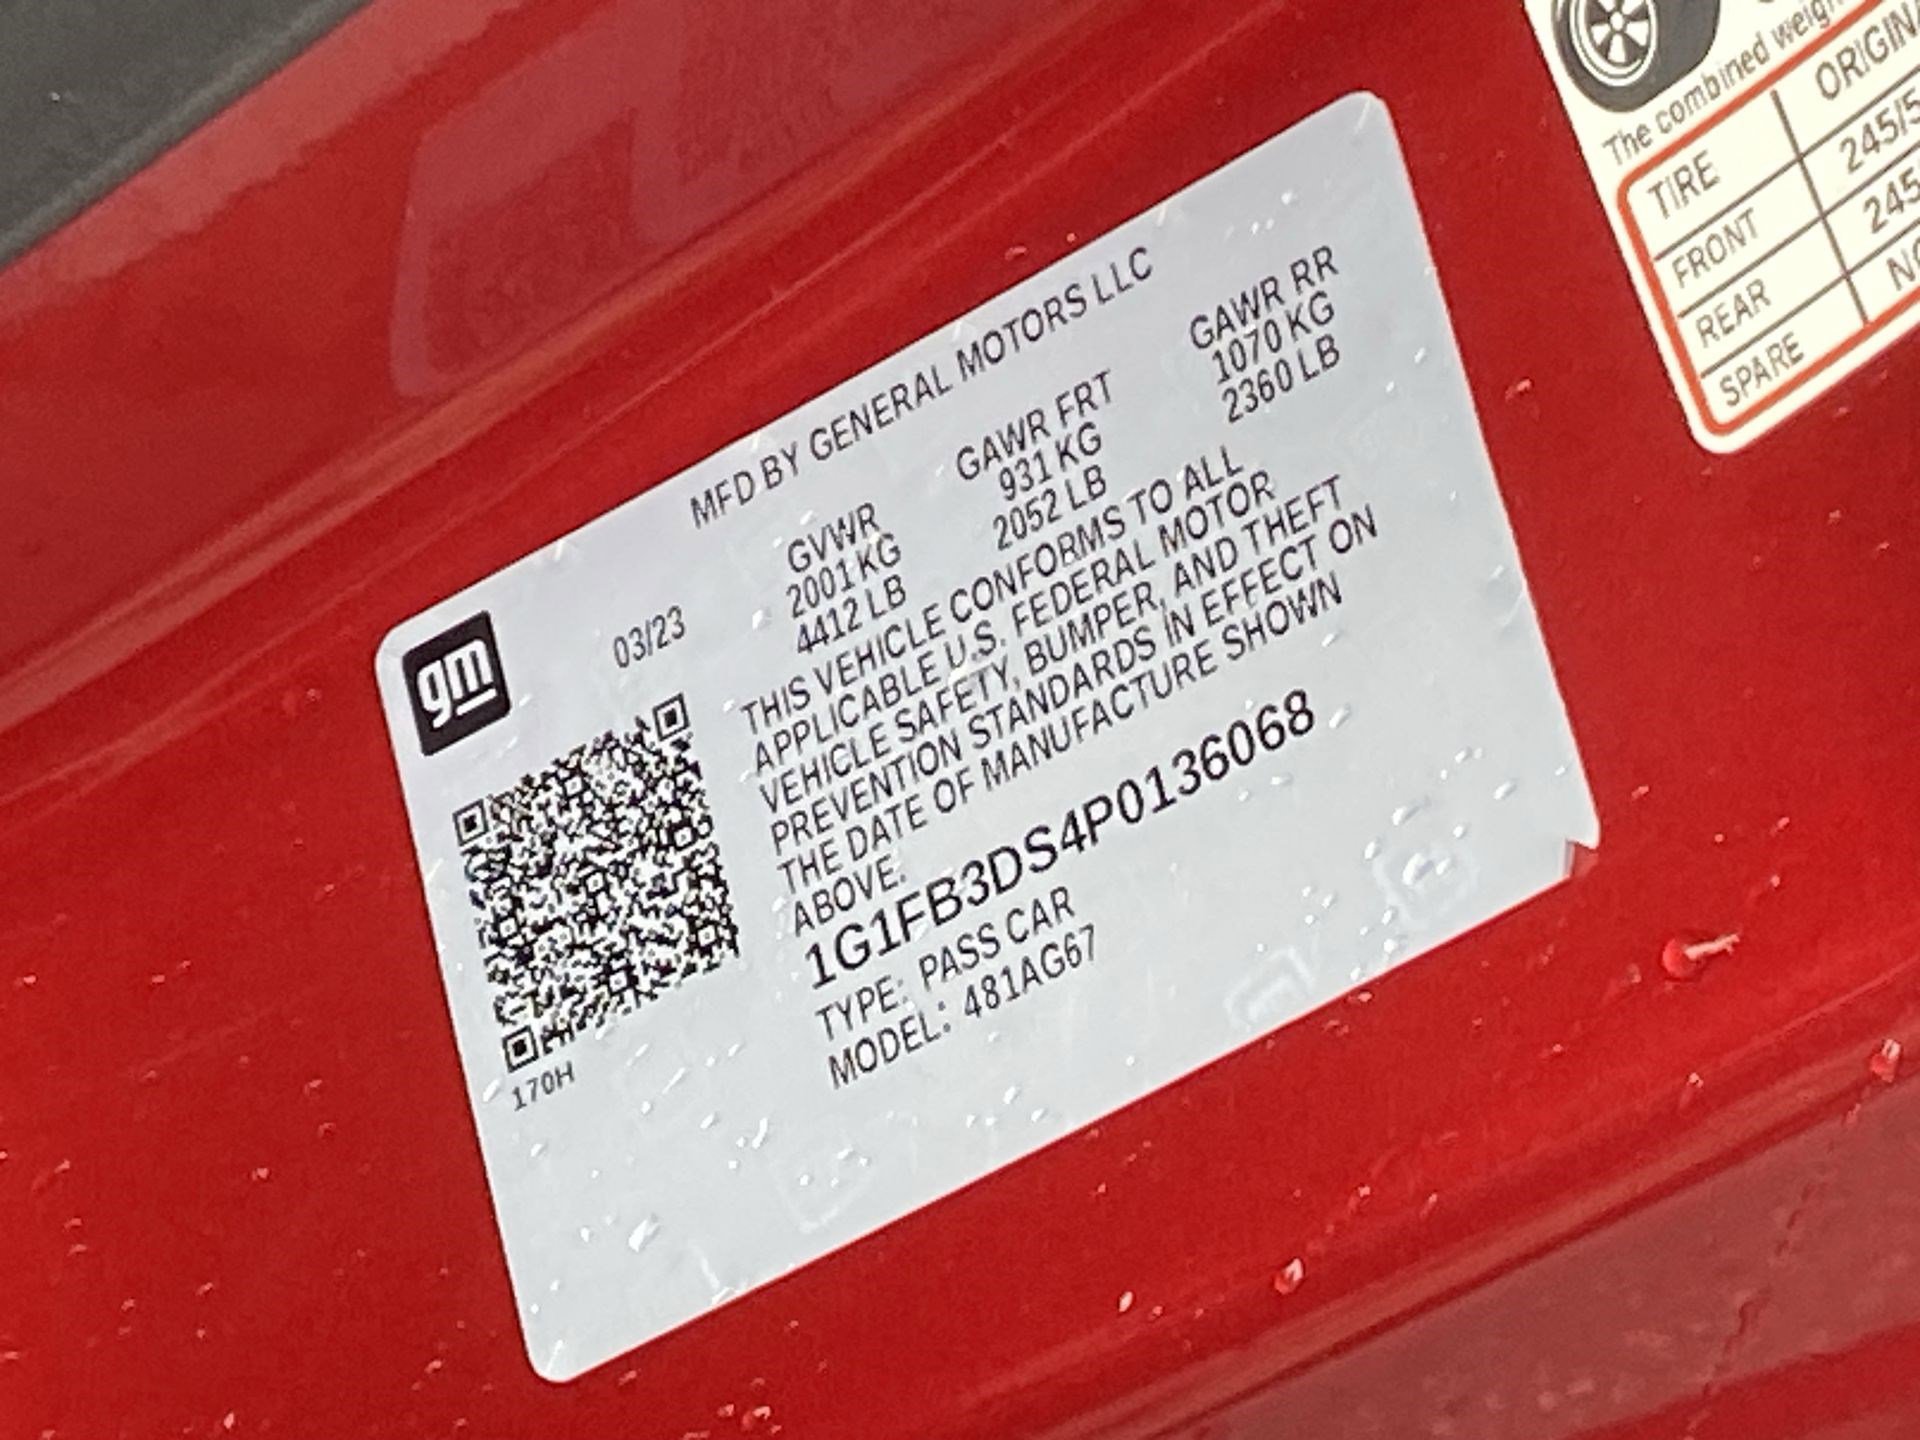 gm
MFD BY GENERAL MOTORS LLC
03/23
GVWR GAWR FRT GAWR RR
2001 KG 931 KG 1070 KG
4412 LB 2052 LB 2360 LB
THIS VEHICLE CONFORMS TO ALL
APPLICABLE U.S. FEDERAL MOTOR
VEHICLE SAFETY, BUMPER, AND THEFT
PREVENTION STANDARDS IN EFFECT ON
THE DATE OF MANUFACTURE SHOWN
ABOVE.
1G1FB3DS4P0136068
TYPE: PASS CAR
MODEL: 481AG67
170H
The combined
TIRE
FRONT 245/5
REAR 245
SPARE